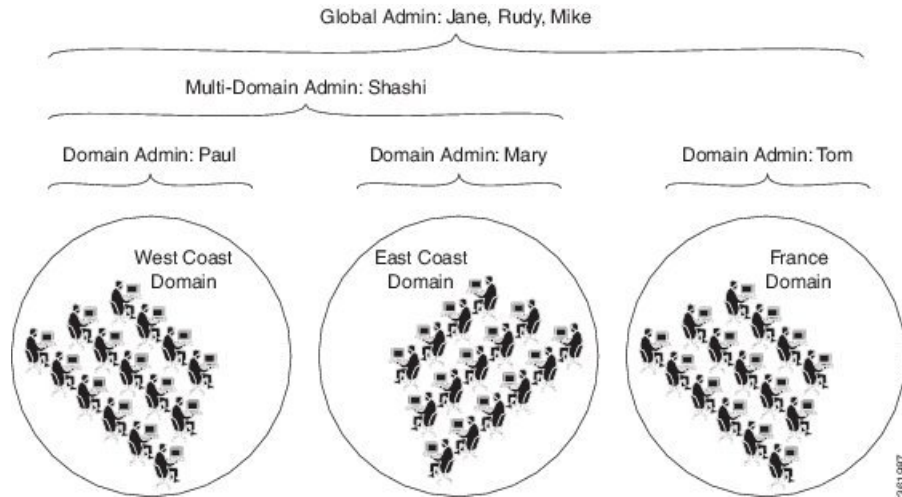 Global Admin: Jane, Rudy, Mike
Multi-Domain Admin: Shashi
Domain Admin: Paul
Domain Admin: Mary
Domain Admin: Tom
West Coast
Domain
East Coast
Domain
France
Domain
361987